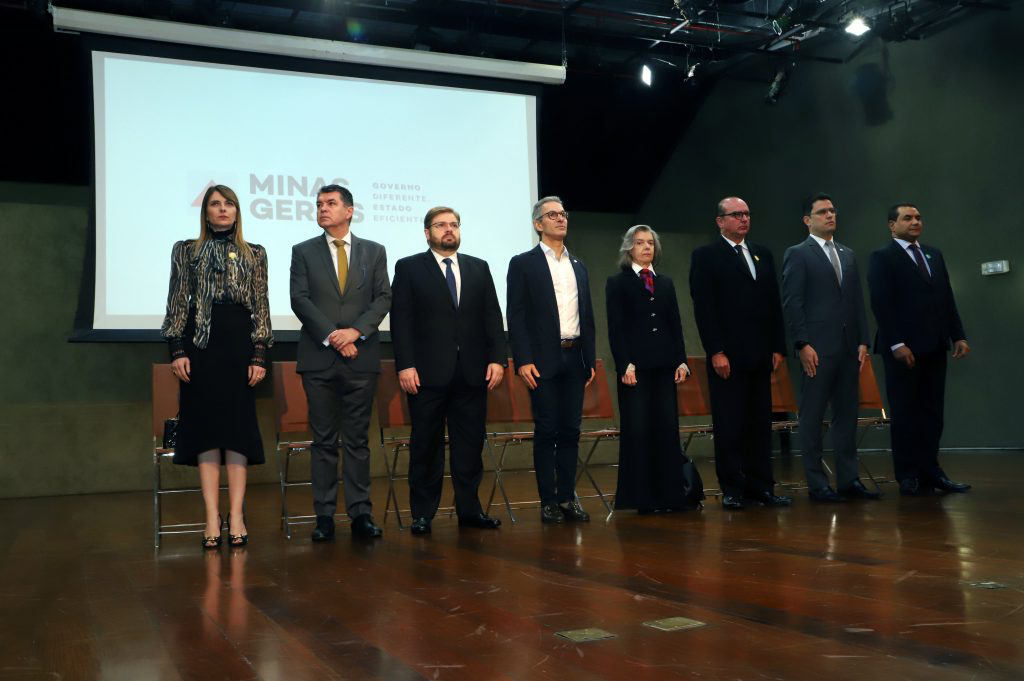 MINAS
GERAIS
GOVERNO
DIFERENTE.
ESTADO
EFICIENTE.